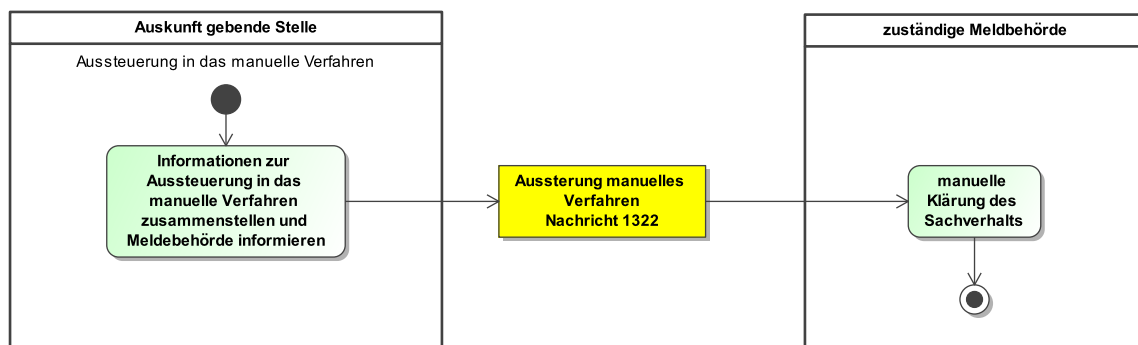 Auskunft gebende Stelle
Aussteuerung in das manuelle Verfahren
Informationen zur
Aussteuerung in das
manuelle Verfahren
zusammenstellen und
Meldebehörde informieren
Aussterung manuelles
Verfahren
Nachricht 1322
zuständige Meldbehörde
manuelle
Klärung des
Sachverhalts